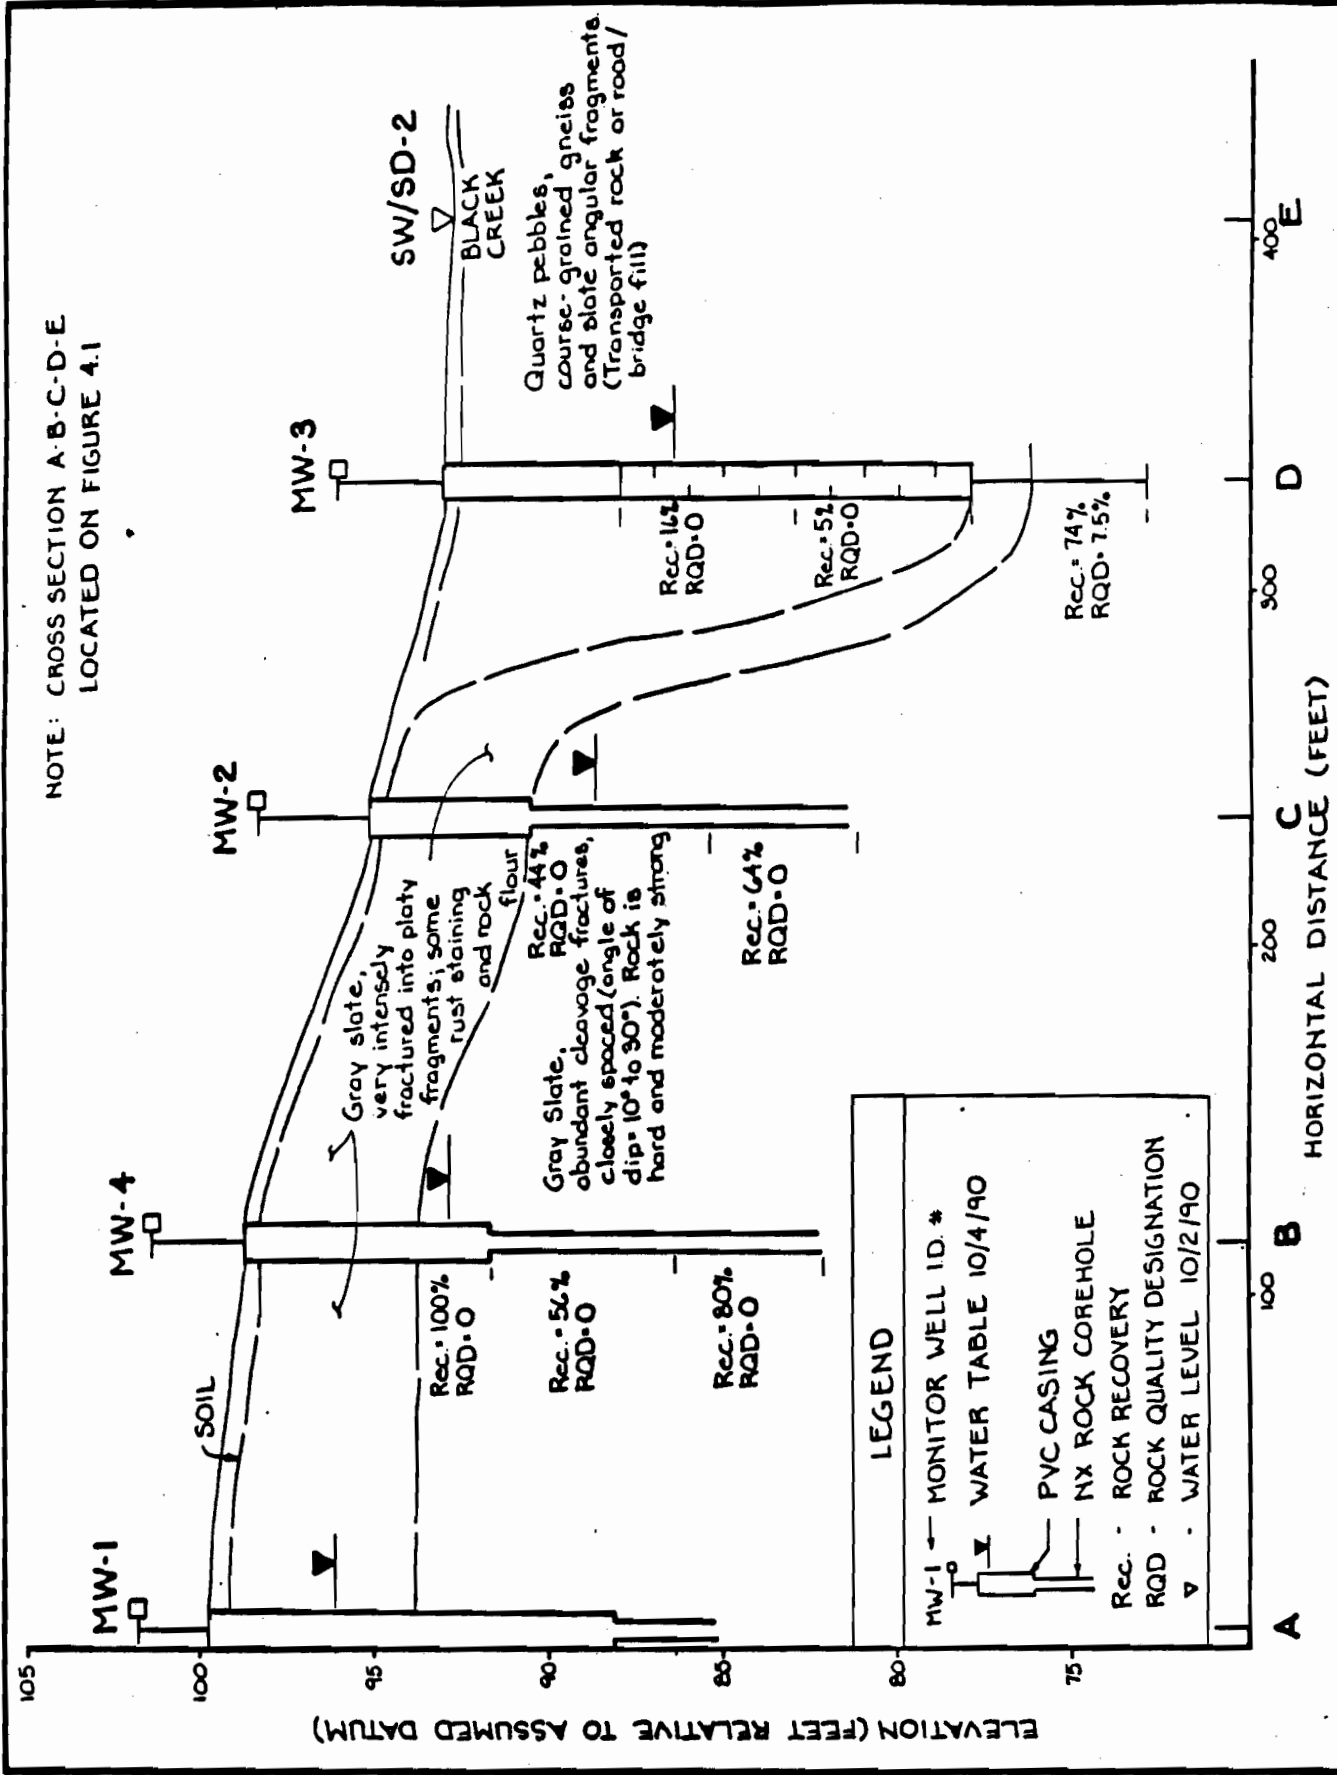 NOTE: CROSS SECTION A-B-C-D-E
LOCATED ON FIGURE 4.1
MW-1
MW-4
MW-2
MW-3
SW/SD-2
BLACK
CREEK
SOIL
Gray slate,
very intensely
fractured into platy
fragments; some
rust staining
and rock
flour
Quartz pebbles,
course-grained gneiss
and slate angular fragments
(Transported rock or road/
bridge fill)
Rec.=100%
RQD=0
Rec.=56%
RQD=0
Rec.=80%
RQD=0
Rec.=44%
RQD=0
Gray Slate,
abundant cleavage fractures,
closely spaced (angle of
dip=10° to 30°). Rock is
hard and moderately strong
Rec.=64%
RQD=0
Rec.=16%
RQD=0
Rec.=5%
RQD=0
Rec.=74%
RQD=7.5%
LEGEND
MW-1 ← MONITOR WELL I.D. #
WATER TABLE 10/4/90
PVC CASING
NX ROCK COREHOLE
Rec. - ROCK RECOVERY
RQD - ROCK QUALITY DESIGNATION
▽ - WATER LEVEL 10/2/90
105
100
95
90
85
80
75
ELEVATION (FEET RELATIVE TO ASSUMED DATUM)
100
200
300
400
A
B
C
D
E
HORIZONTAL DISTANCE (FEET)